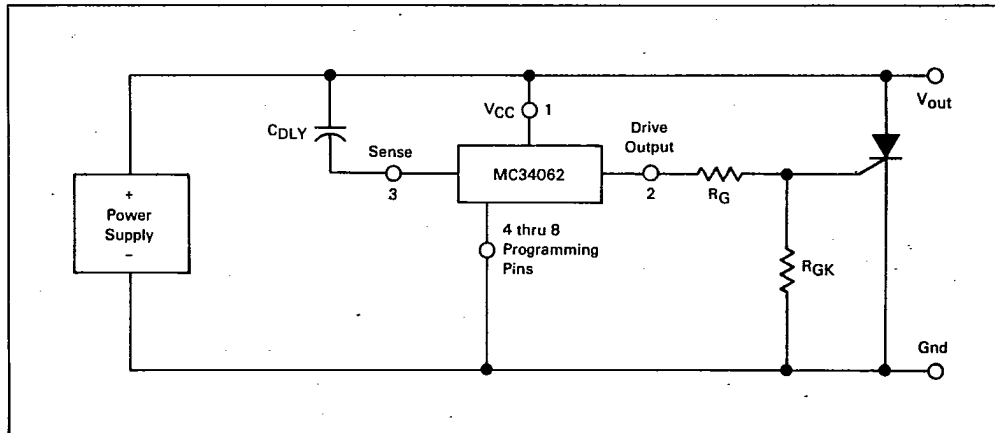 VCC
1
Vout
CDLY
Sense
3
MC34062
Drive
Output
2
RG
+
Power
Supply
−
4 thru 8
Programming
Pins
RGK
Gnd